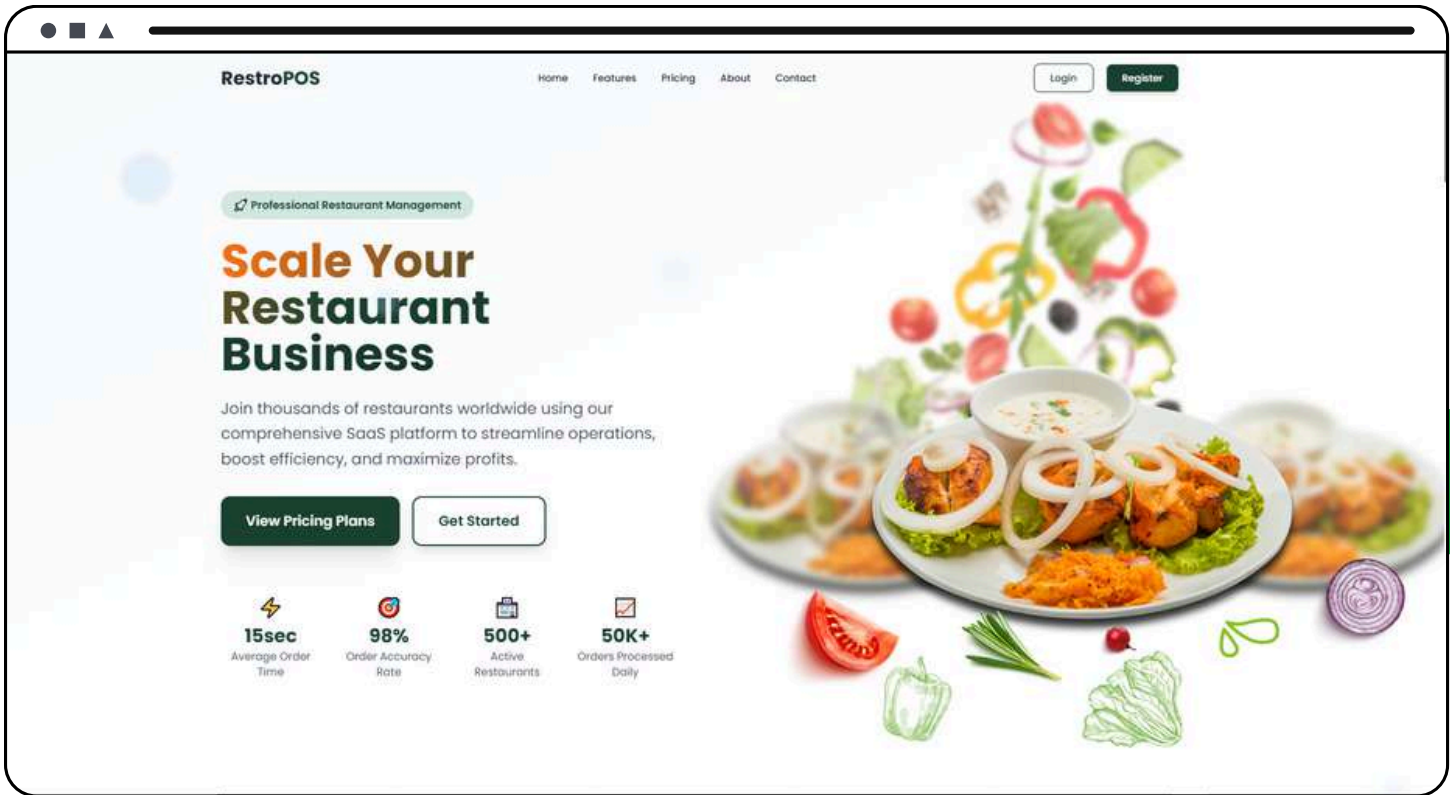 RestroPOS
Home Features Pricing About Contact
Login Register
Professional Restaurant Management
Scale Your
Restaurant
Business
Join thousands of restaurants worldwide using our
comprehensive SaaS platform to streamline operations,
boost efficiency, and maximize profits.
View Pricing Plans Get Started
15sec 98% 500+ 50K+
Average Order Order Accuracy Active Orders Processed
Time Rate Restaurants Daily